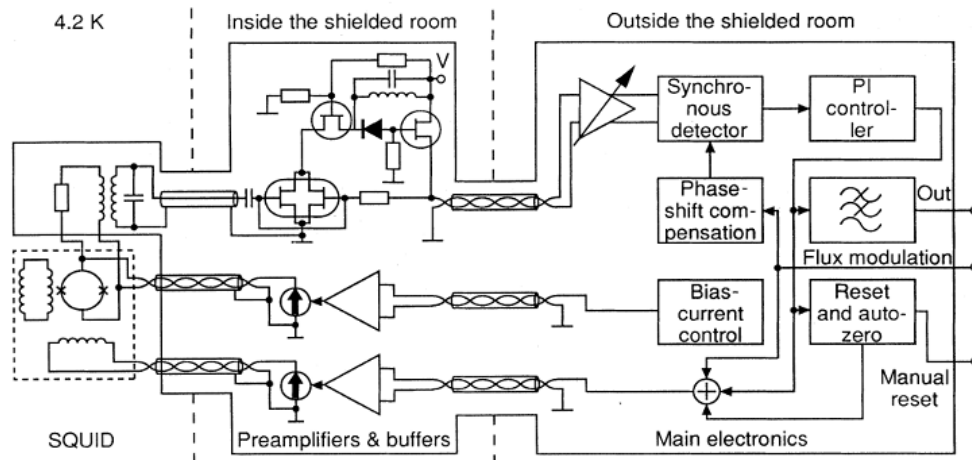 4.2 K
Inside the shielded room
Outside the shielded room
V
Synchro-
nous
detector
PI
control-
ler
Phase-
shift com-
pensation
Out
Flux modulation
Bias-
current
control
Reset
and auto-
zero
Manual
reset
SQUID
Preamplifiers & buffers
Main electronics